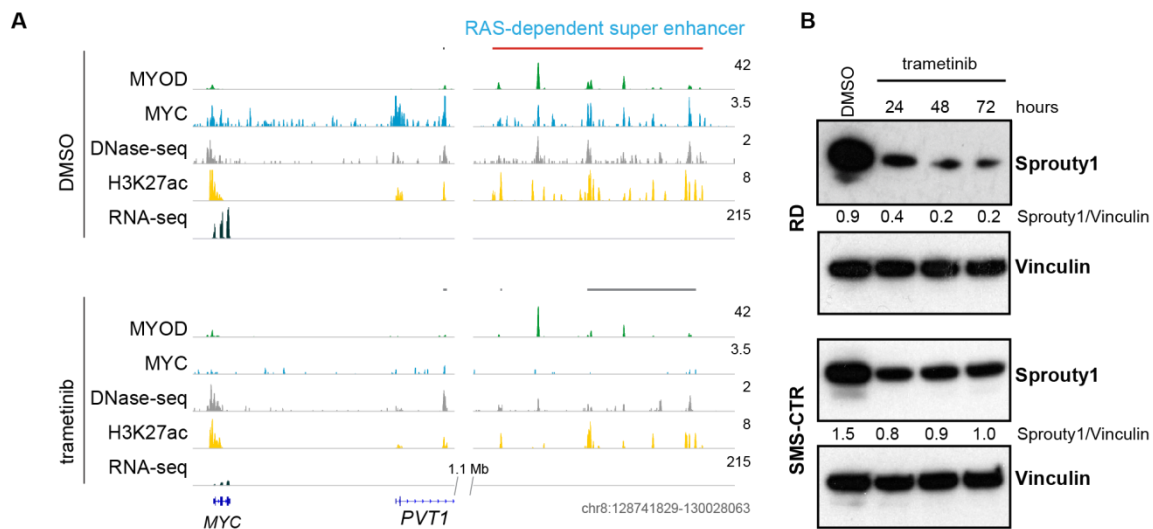 A
RAS-dependent super enhancer
DMSO
MYOD 42
MYC 3.5
DNase-seq 2
H3K27ac 8
RNA-seq 215
trametinib
MYOD 42
MYC 3.5
DNase-seq 2
H3K27ac 8
RNA-seq 215
1.1 Mb
MYC PVT1 chr8:128741829-130028063
B
trametinib
DMSO 24 48 72 hours
RD
Sprouty1
0.9 0.4 0.2 0.2 Sprouty1/Vinculin
Vinculin
SMS-CTR
Sprouty1
1.5 0.8 0.9 1.0 Sprouty1/Vinculin
Vinculin